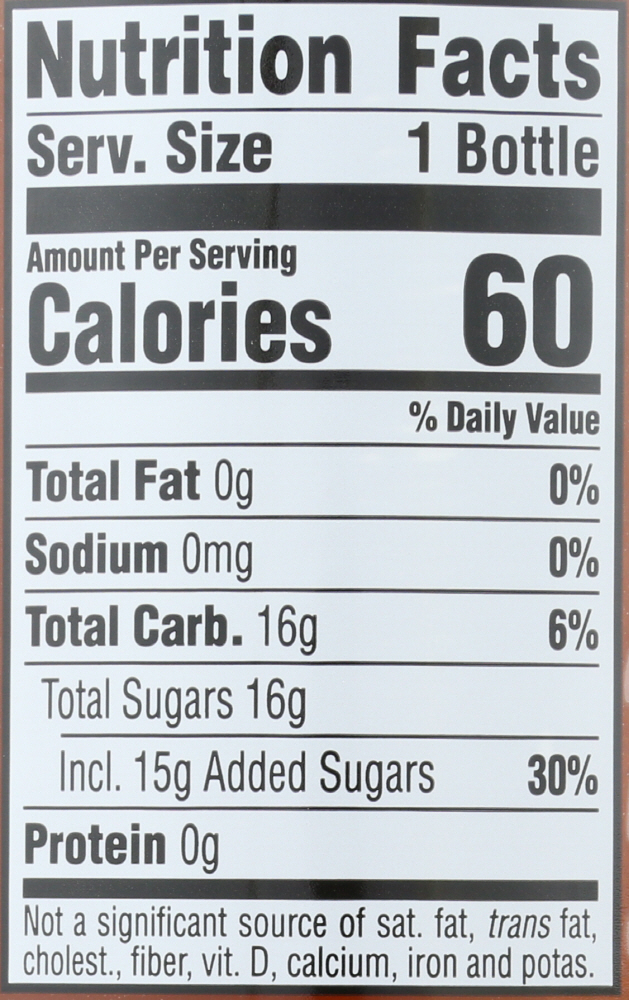 Nutrition Facts
Serv. Size 1 Bottle
Amount Per Serving
Calories 60
% Daily Value
Total Fat 0g 0%
Sodium 0mg 0%
Total Carb. 16g 6%
Total Sugars 16g
Incl. 15g Added Sugars 30%
Protein 0g
Not a significant source of sat. fat, trans fat,
cholest., fiber, vit. D, calcium, iron and potas.